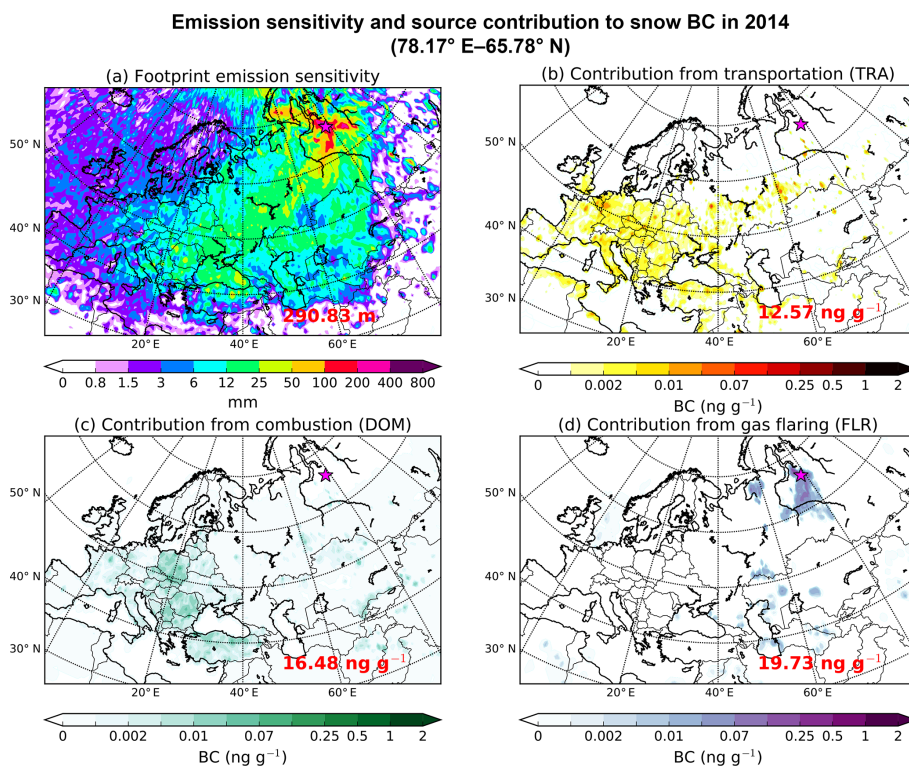 Emission sensitivity and source contribution to snow BC in 2014
(78.17° E–65.78° N)
(a) Footprint emission sensitivity
50° N
40° N
30° N
290.83 m
20° E 40° E 60° E
0 0.8 1.5 3 6 12 25 50 100 200 400 800
mm
(b) Contribution from transportation (TRA)
50° N
40° N
30° N
12.57 ng g⁻¹
20° E 40° E 60° E
0 0.002 0.01 0.07 0.25 0.5 1 2
BC (ng g⁻¹)
(c) Contribution from combustion (DOM)
50° N
40° N
30° N
16.48 ng g⁻¹
20° E 40° E 60° E
0 0.002 0.01 0.07 0.25 0.5 1 2
BC (ng g⁻¹)
(d) Contribution from gas flaring (FLR)
50° N
40° N
30° N
19.73 ng g⁻¹
20° E 40° E 60° E
0 0.002 0.01 0.07 0.25 0.5 1 2
BC (ng g⁻¹)